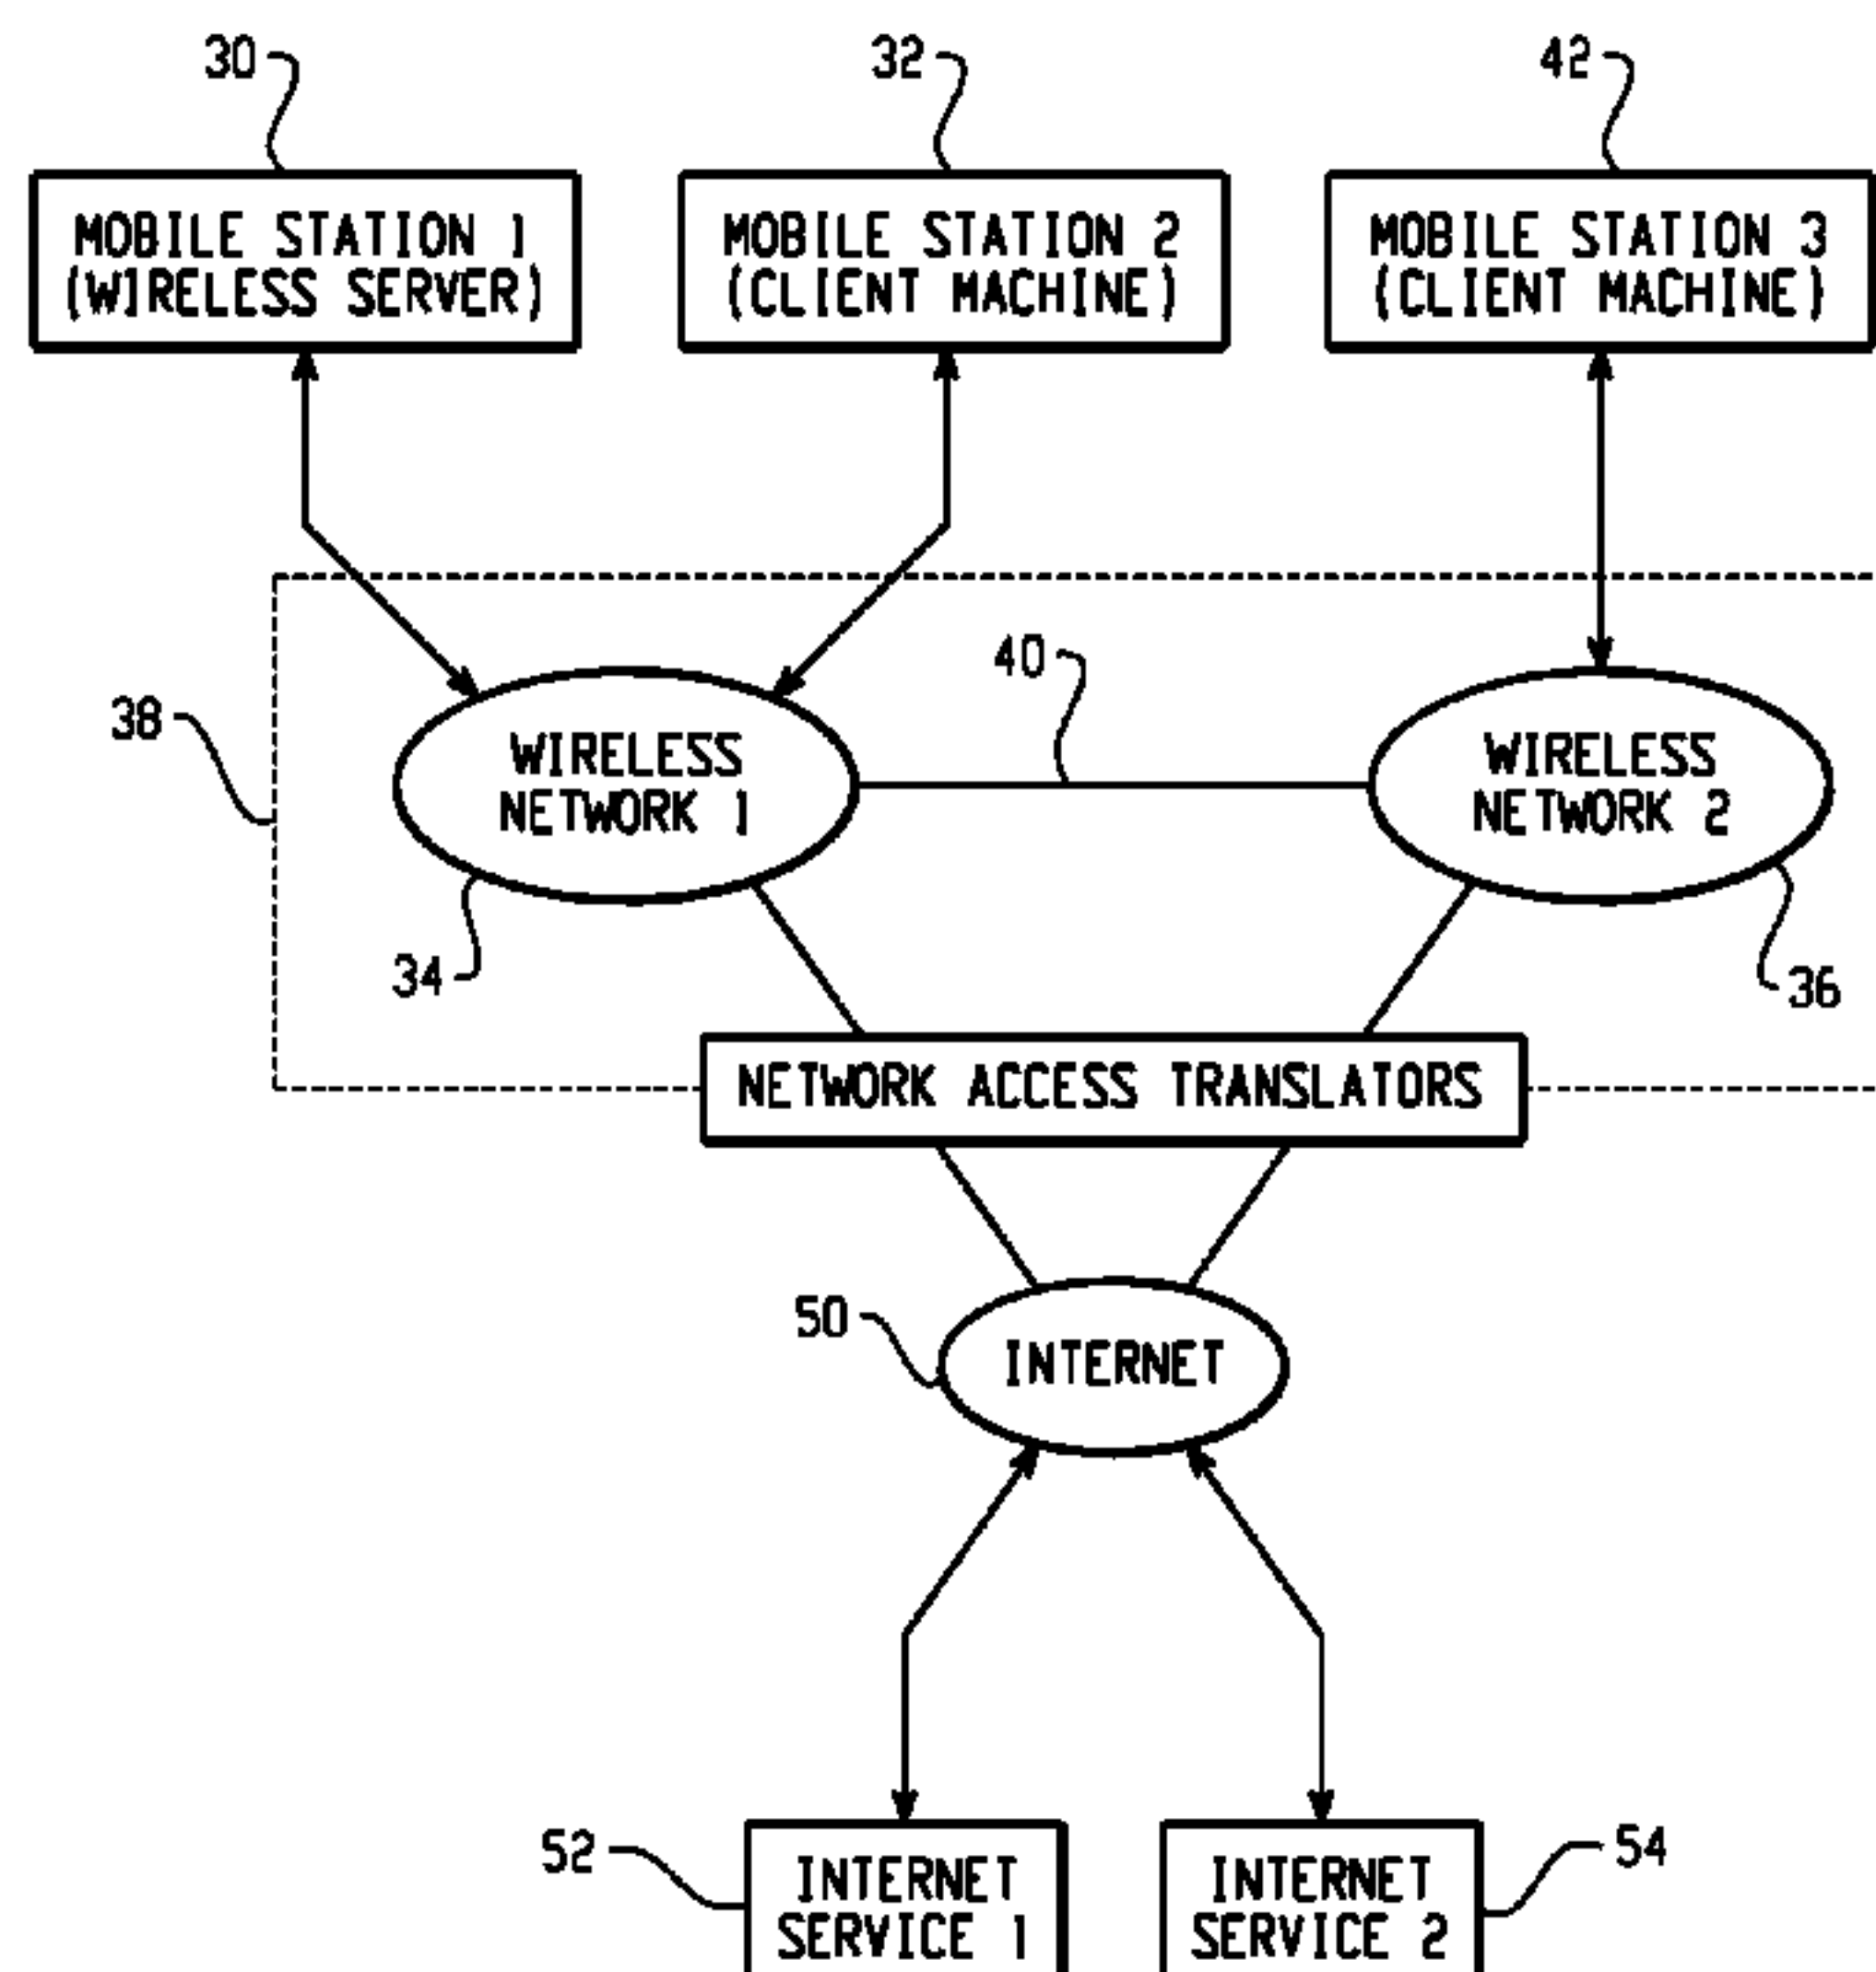 30
32
42
MOBILE STATION 1
(WIRELESS SERVER)
MOBILE STATION 2
(CLIENT MACHINE)
MOBILE STATION 3
(CLIENT MACHINE)
40
38
WIRELESS
NETWORK 1
WIRELESS
NETWORK 2
34
36
NETWORK ACCESS TRANSLATORS
50
INTERNET
52
54
INTERNET
SERVICE 1
INTERNET
SERVICE 2